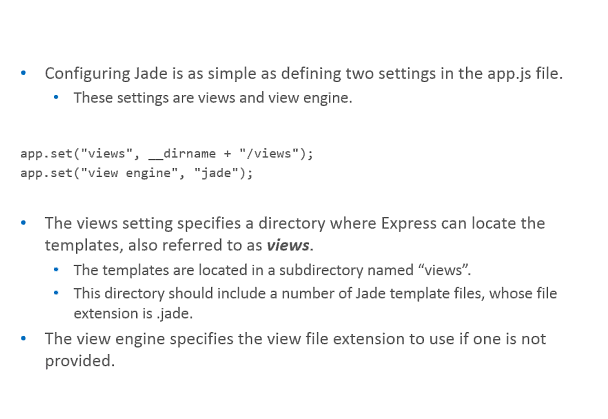 • Configuring Jade is as simple as defining two settings in the app.js file.
• These settings are views and view engine.
app.set("views", __dirname + "/views");
app.set("view engine", "jade");
• The views setting specifies a directory where Express can locate the
templates, also referred to as views.
• The templates are located in a subdirectory named “views”.
• This directory should include a number of Jade template files, whose file
extension is .jade.
• The view engine specifies the view file extension to use if one is not
provided.